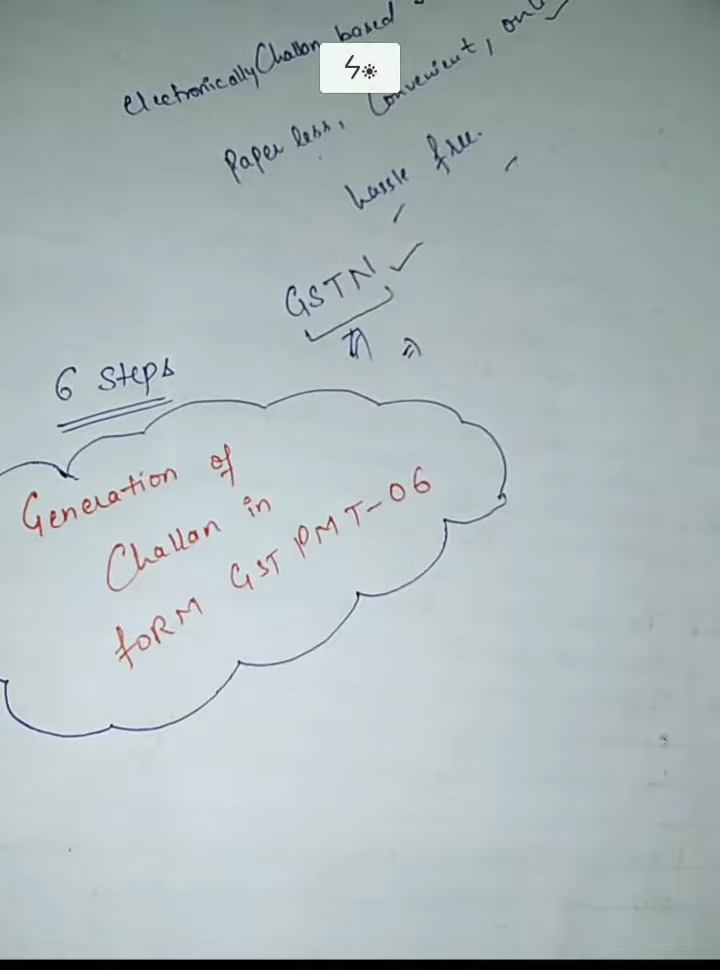 electronically Challan based
Paper less, Convenient,
hassle free.
GSTN
6 Steps
Generation of
Challan in
FORM GST PMT-06